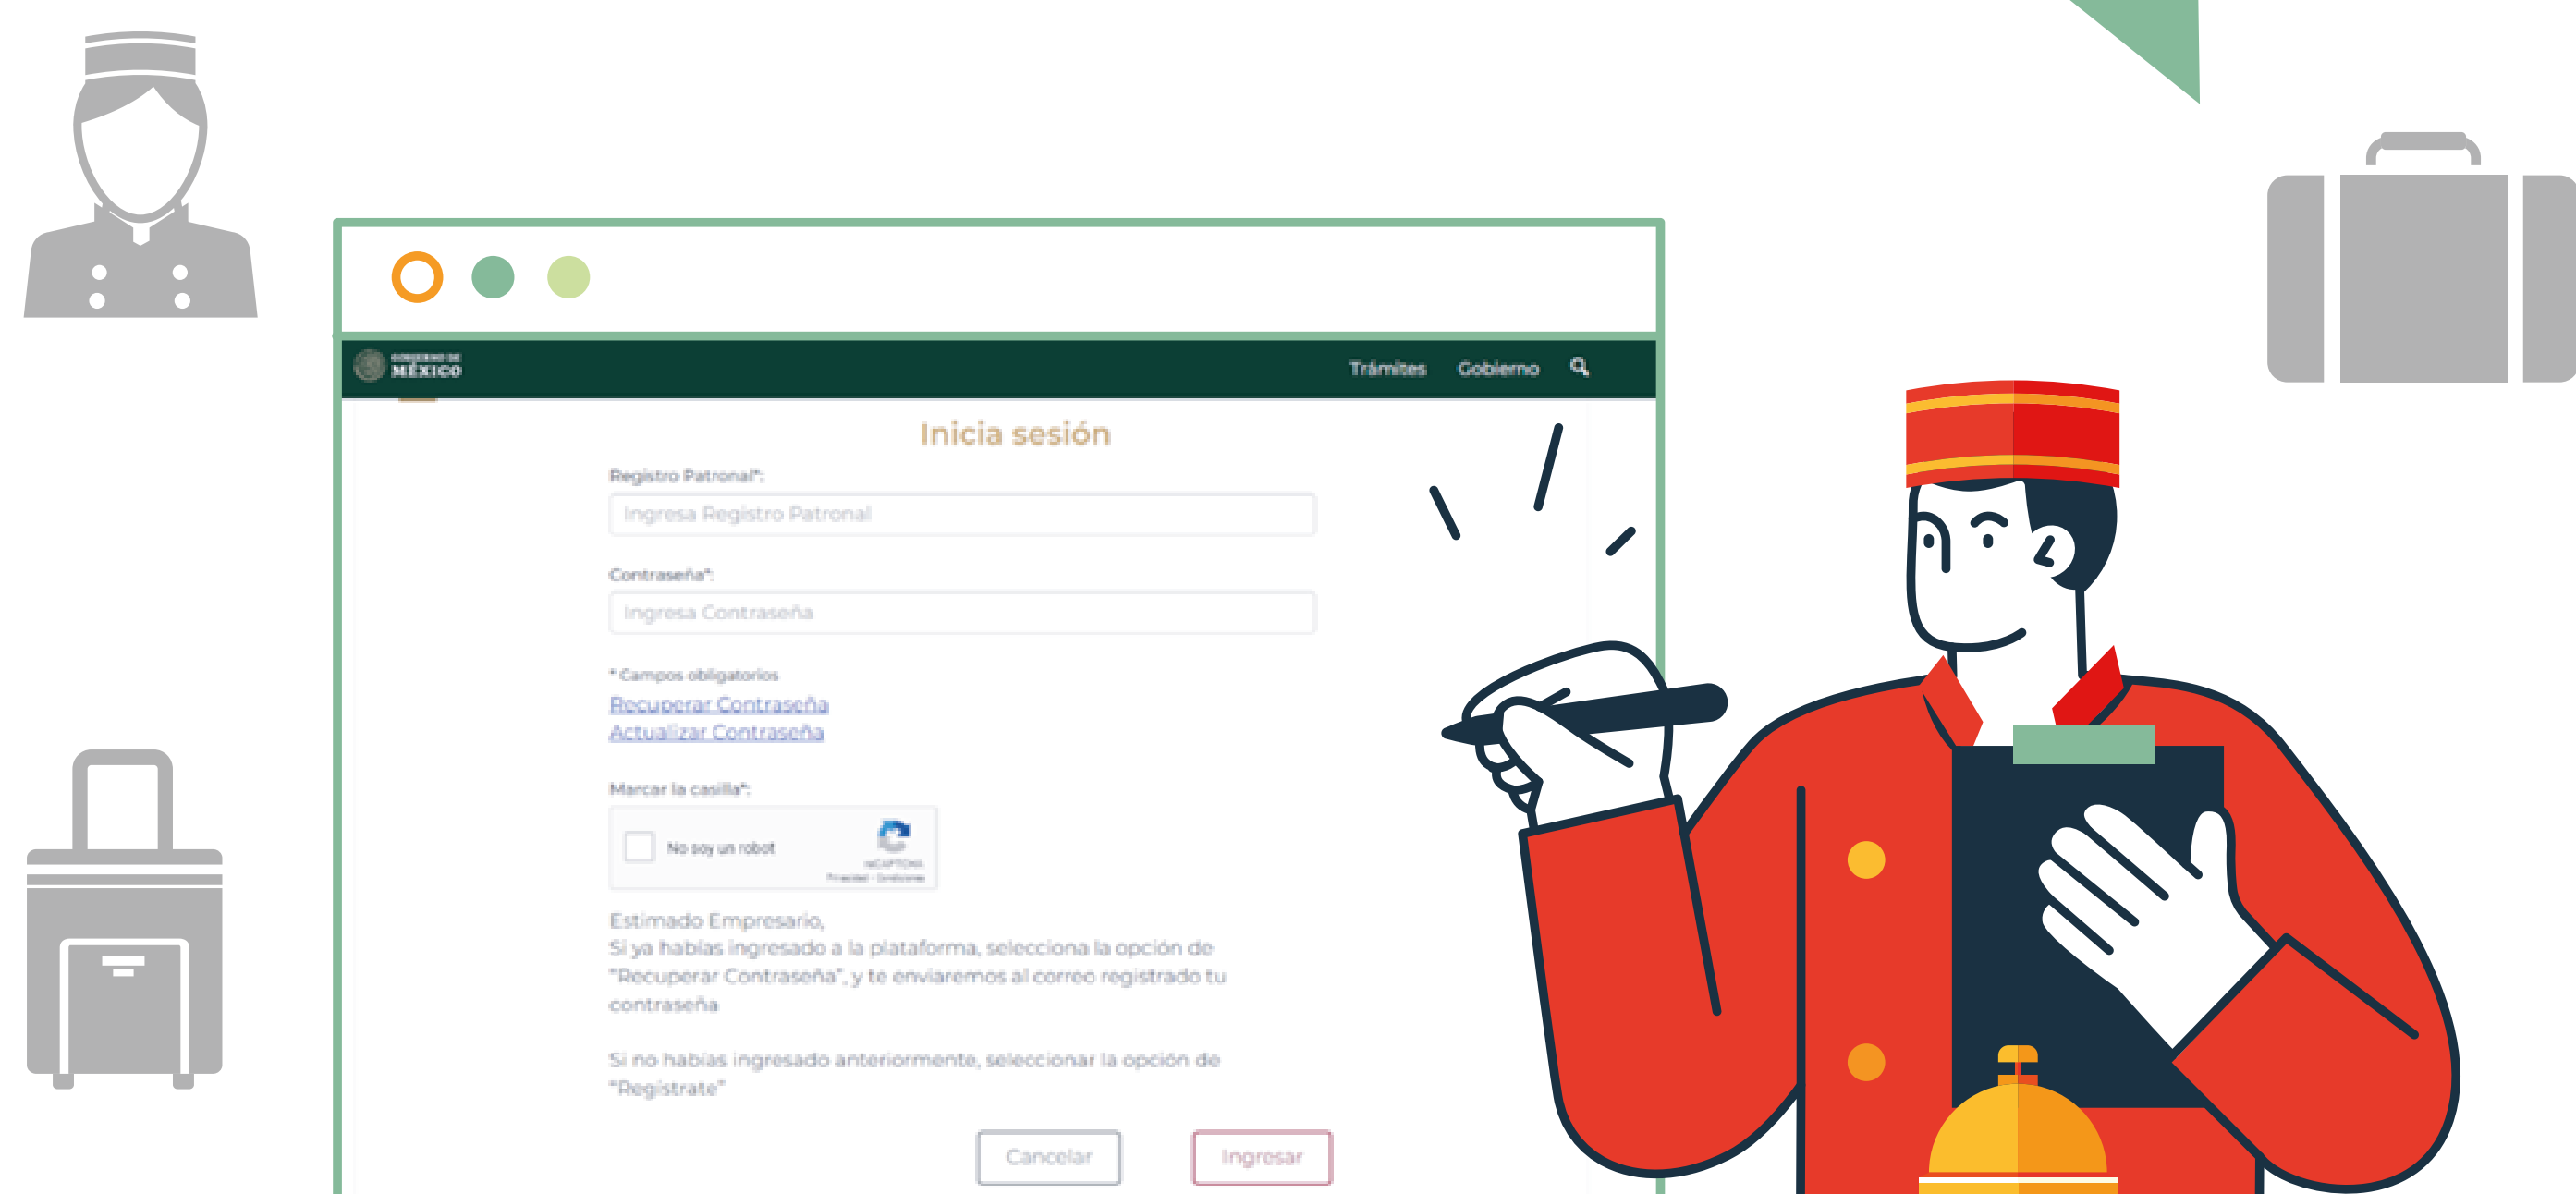 GOBIERNO DE
MÉXICO
Trámites Gobierno
Inicia sesión
Registro Patronal*:
Ingresa Registro Patronal
Contraseña*:
Ingresa Contraseña
* Campos obligatorios
Recuperar Contraseña
Actualizar Contraseña
Marcar la casilla*:
No soy un robot
reCAPTCHA
Privacidad - Condiciones
Estimado Empresario,
Si ya habías ingresado a la plataforma, selecciona la opción de
"Recuperar Contraseña", y te enviaremos al correo registrado tu
contraseña
Si no habías ingresado anteriormente, seleccionar la opción de
"Regístrate"
Cancelar Ingresar